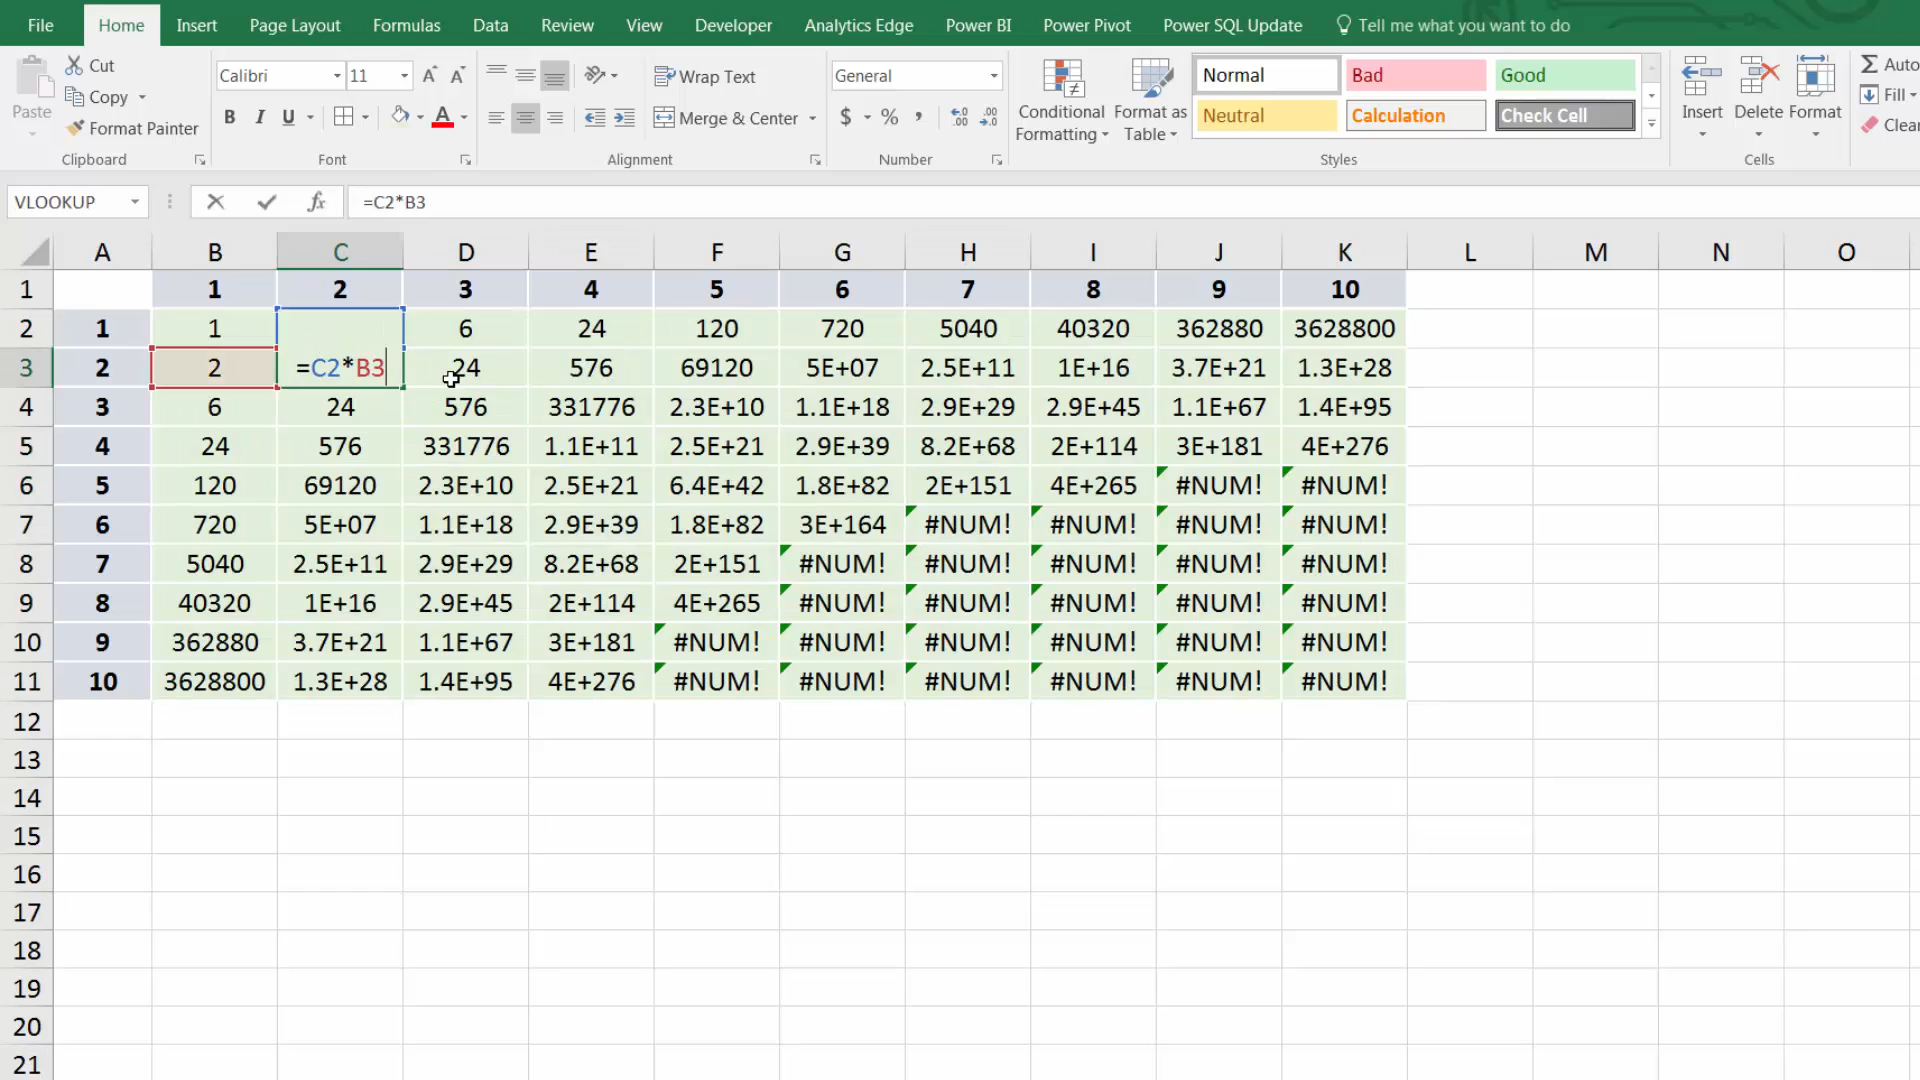 File Home Insert Page Layout Formulas Data Review View Developer Analytics Edge Power BI Power Pivot Power SQL Update Tell me what you want to do
Paste
Cut
Copy
Format Painter
Clipboard
Calibri 11
B I U
Font
Wrap Text
Merge & Center
Alignment
General
$ % ,
Number
Conditional Formatting
Format as Table
Normal Bad Good
Neutral Calculation Check Cell
Styles
Insert Delete Format
Cells
Auto
Fill
Clear
VLOOKUP fx =C2*B3
A B C D E F G H I J K L M N O
1 1 2 3 4 5 6 7 8 9 10
2 1 1 6 24 120 720 5040 40320 362880 3628800
3 2 2 =C2*B3 24 576 69120 5E+07 2.5E+11 1E+16 3.7E+21 1.3E+28
4 3 6 24 576 331776 2.3E+10 1.1E+18 2.9E+29 2.9E+45 1.1E+67 1.4E+95
5 4 24 576 331776 1.1E+11 2.5E+21 2.9E+39 8.2E+68 2E+114 3E+181 4E+276
6 5 120 69120 2.3E+10 2.5E+21 6.4E+42 1.8E+82 2E+151 4E+265 #NUM! #NUM!
7 6 720 5E+07 1.1E+18 2.9E+39 1.8E+82 3E+164 #NUM! #NUM! #NUM! #NUM!
8 7 5040 2.5E+11 2.9E+29 8.2E+68 2E+151 #NUM! #NUM! #NUM! #NUM! #NUM!
9 8 40320 1E+16 2.9E+45 2E+114 4E+265 #NUM! #NUM! #NUM! #NUM! #NUM!
10 9 362880 3.7E+21 1.1E+67 3E+181 #NUM! #NUM! #NUM! #NUM! #NUM! #NUM!
11 10 3628800 1.3E+28 1.4E+95 4E+276 #NUM! #NUM! #NUM! #NUM! #NUM! #NUM!
12
13
14
15
16
17
18
19
20
21